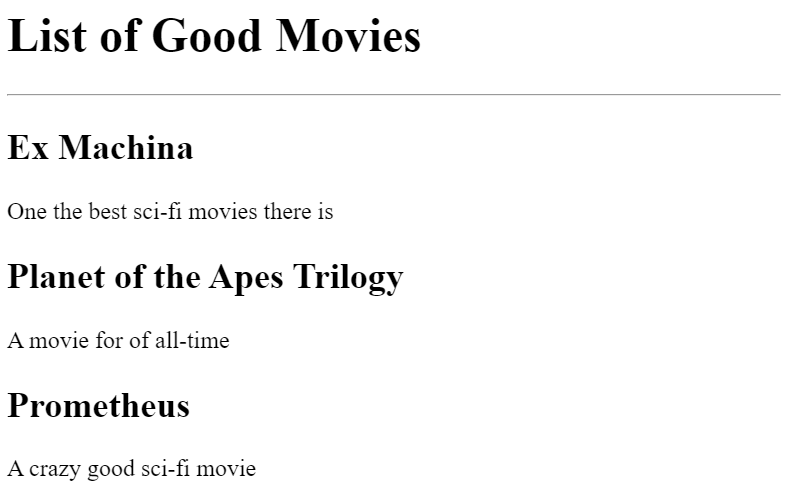 List of Good Movies
Ex Machina
One the best sci-fi movies there is
Planet of the Apes Trilogy
A movie for of all-time
Prometheus
A crazy good sci-fi movie